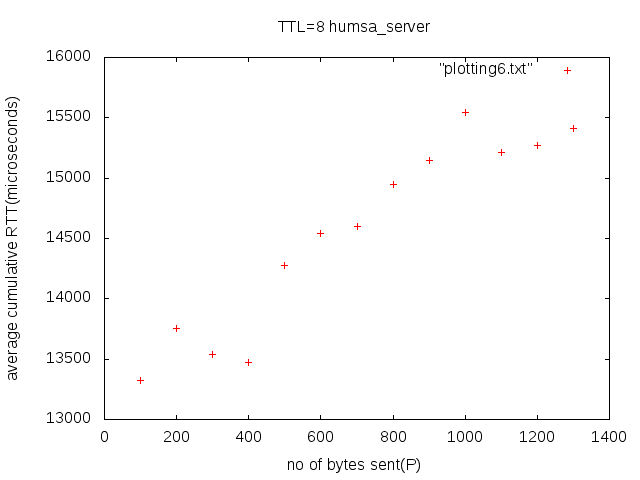 TTL=8 humsa_server
"plotting6.txt"
16000
15500
15000
14500
14000
13500
13000
average cumulative RTT(microseconds)
0 200 400 600 800 1000 1200 1400
no of bytes sent(P)